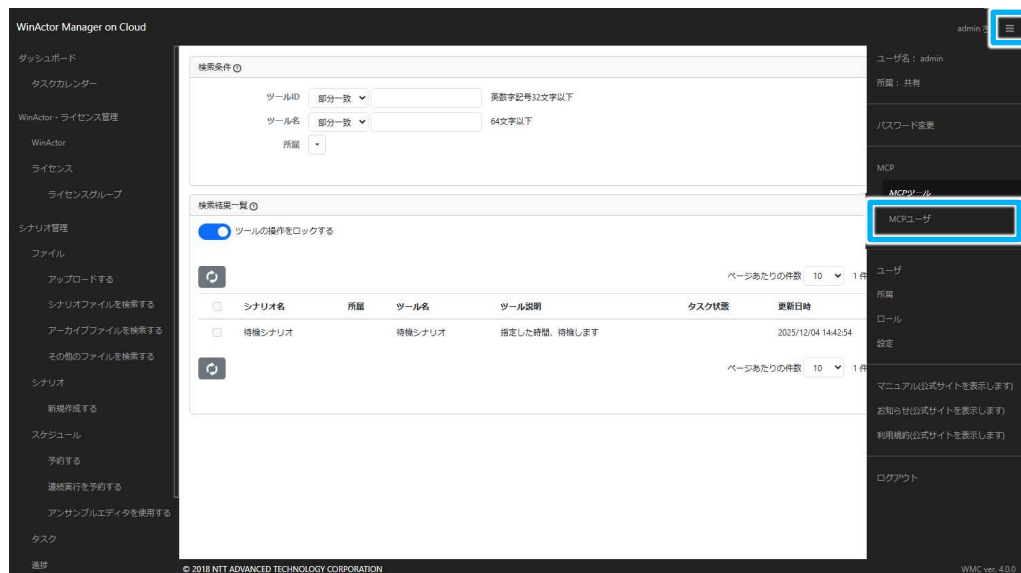 WinActor Manager on Cloud
admin さ
ダッシュボード
タスクカレンダー
WinActor・ライセンス管理
WinActor
ライセンス
ライセンスグループ
シナリオ管理
ファイル
アップロードする
シナリオファイルを検索する
アーカイブファイルを検索する
その他のファイルを検索する
シナリオ
新規作成する
スケジュール
予約する
連続実行を予約する
アンサンブルエディタを使用する
タスク
進捗
検索条件
ツールID 部分一致 英数字記号32文字以下
ツール名 部分一致 64文字以下
所属
検索結果一覧
ツールの操作をロックする
ページあたりの件数 10 1件
シナリオ名 所属 ツール名 ツール説明 タスク状態 更新日時
待機シナリオ 待機シナリオ 指定した時間、待機します 2025/12/04 14:42:54
ページあたりの件数 10 1件
ユーザ名： admin
所属： 共有
パスワード変更
MCP
MCPツール
MCPユーザ
ユーザ
所属
ロール
設定
マニュアル(公式サイトを表示します)
お知らせ(公式サイトを表示します)
利用規約(公式サイトを表示します)
ログアウト
© 2018 NTT ADVANCED TECHNOLOGY CORPORATION
WMC ver. 4.0.0